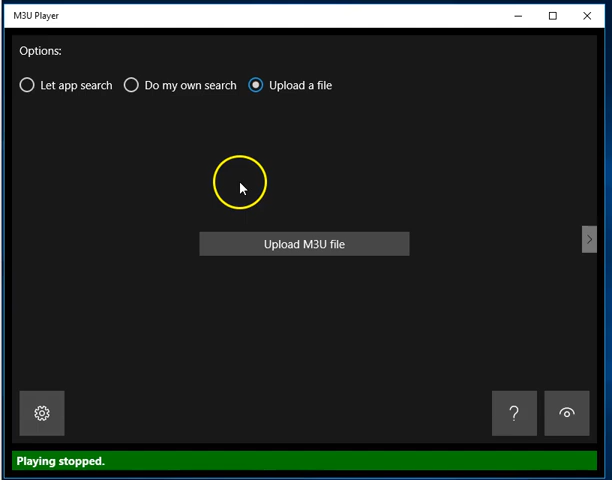 M3U Player
Options:
Let app search Do my own search Upload a file
Upload M3U file
?
Playing stopped.